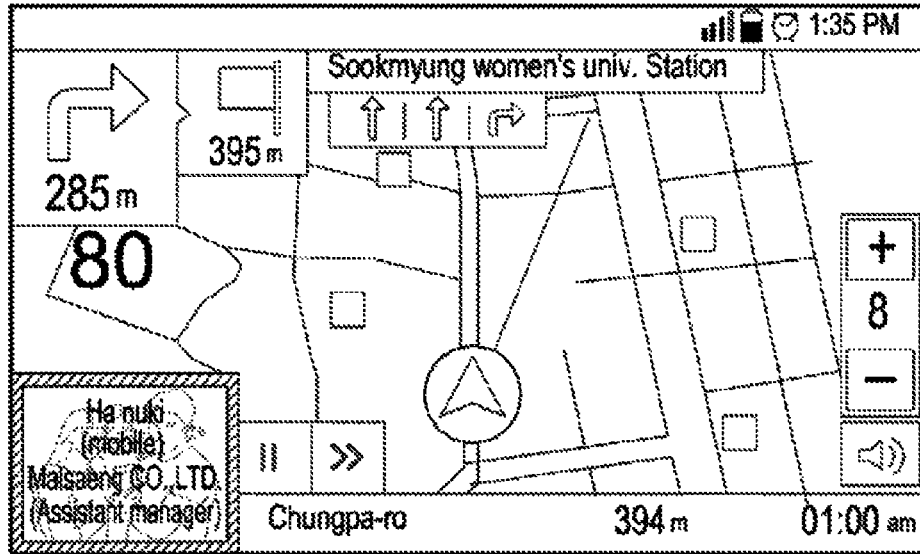 1:35 PM
Sookmyung women's univ. Station
395 m
285 m
80
+
8
−
Ha nuki
(mobile)
Maisaeng CO.,LTD.
(Assistant manager)
Chungpa-ro
394 m
01:00 am